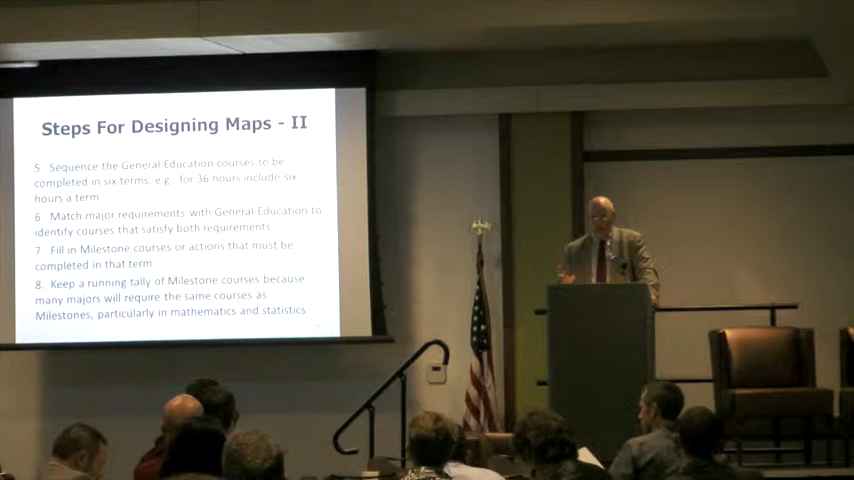 Steps For Designing Maps - II
5. Sequence the General Education courses to be
completed in six terms, e.g., for 36 hours include six
hours a term
6. Match major requirements with General Education to
identify courses that satisfy both requirements
7. Fill in Milestone courses or actions that must be
completed in that term
8. Keep a running tally of Milestone courses because
many majors will require the same courses as
Milestones, particularly in mathematics and statistics